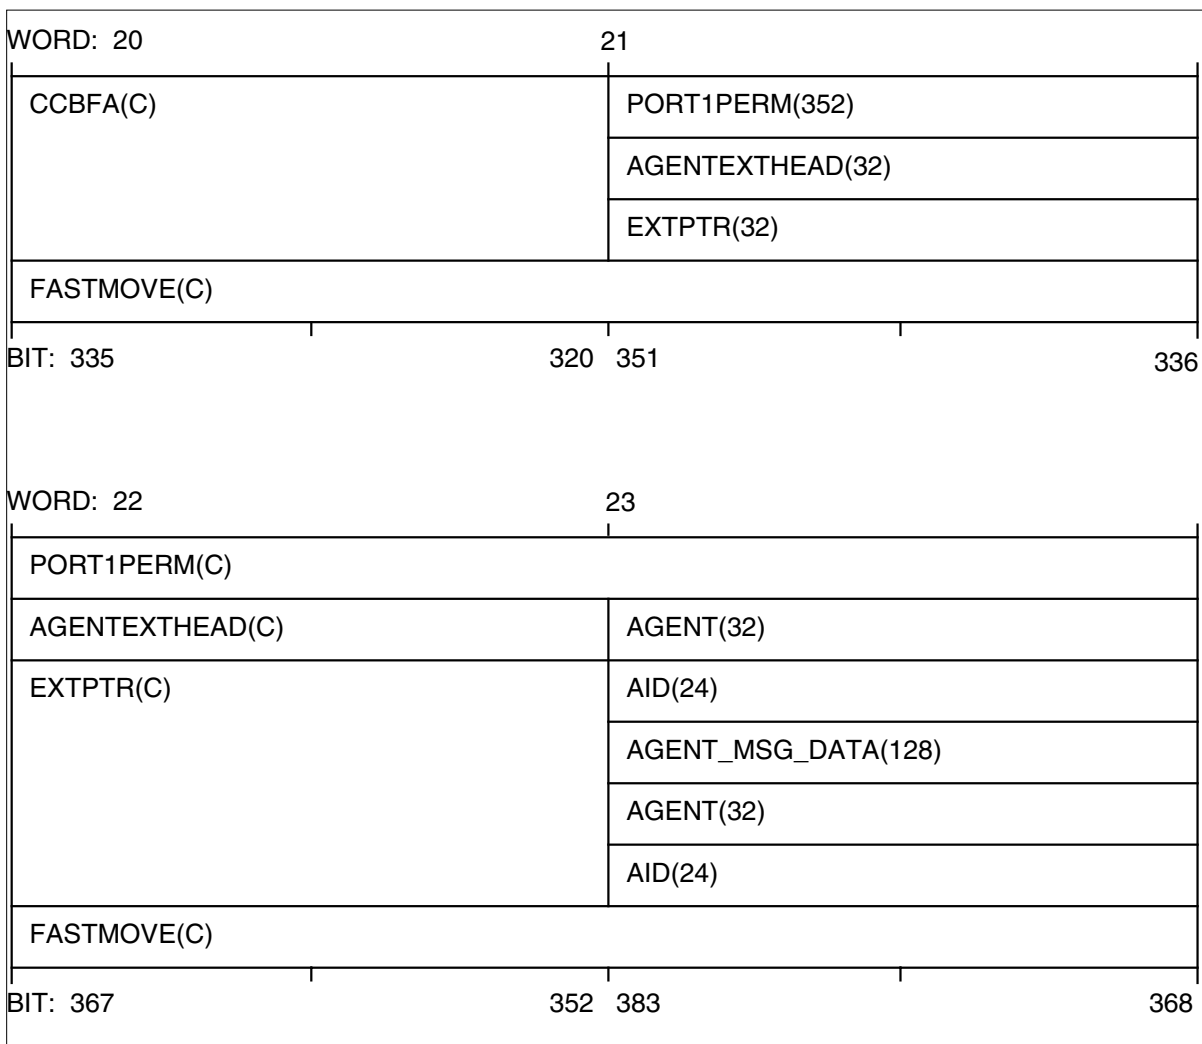 WORD: 20 21
CCBFA(C) PORT1PERM(352)
AGENTEXTHEAD(32)
EXTPTR(32)
FASTMOVE(C)
BIT: 335 320 351 336
WORD: 22 23
PORT1PERM(C)
AGENTEXTHEAD(C) AGENT(32)
EXTPTR(C) AID(24)
AGENT_MSG_DATA(128)
AGENT(32)
AID(24)
FASTMOVE(C)
BIT: 367 352 383 368